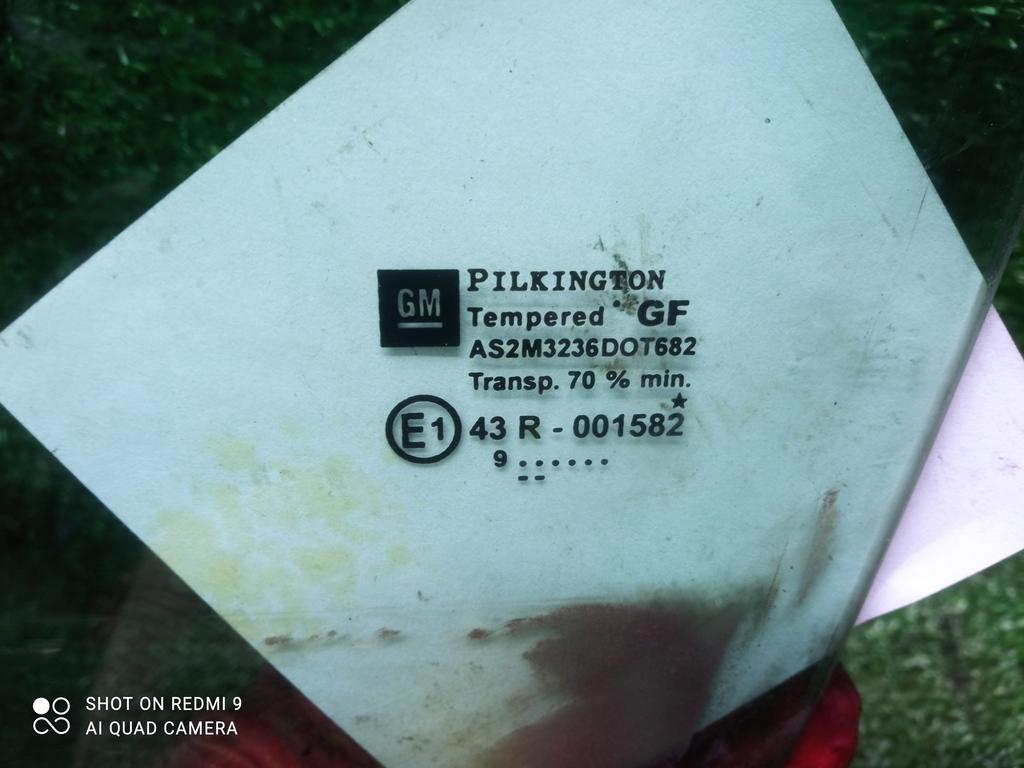 GM
PILKINGTON
Tempered GF
AS2M3236DOT682
Transp. 70 % min.
E1 43 R - 001582
9 ......
SHOT ON REDMI 9
AI QUAD CAMERA